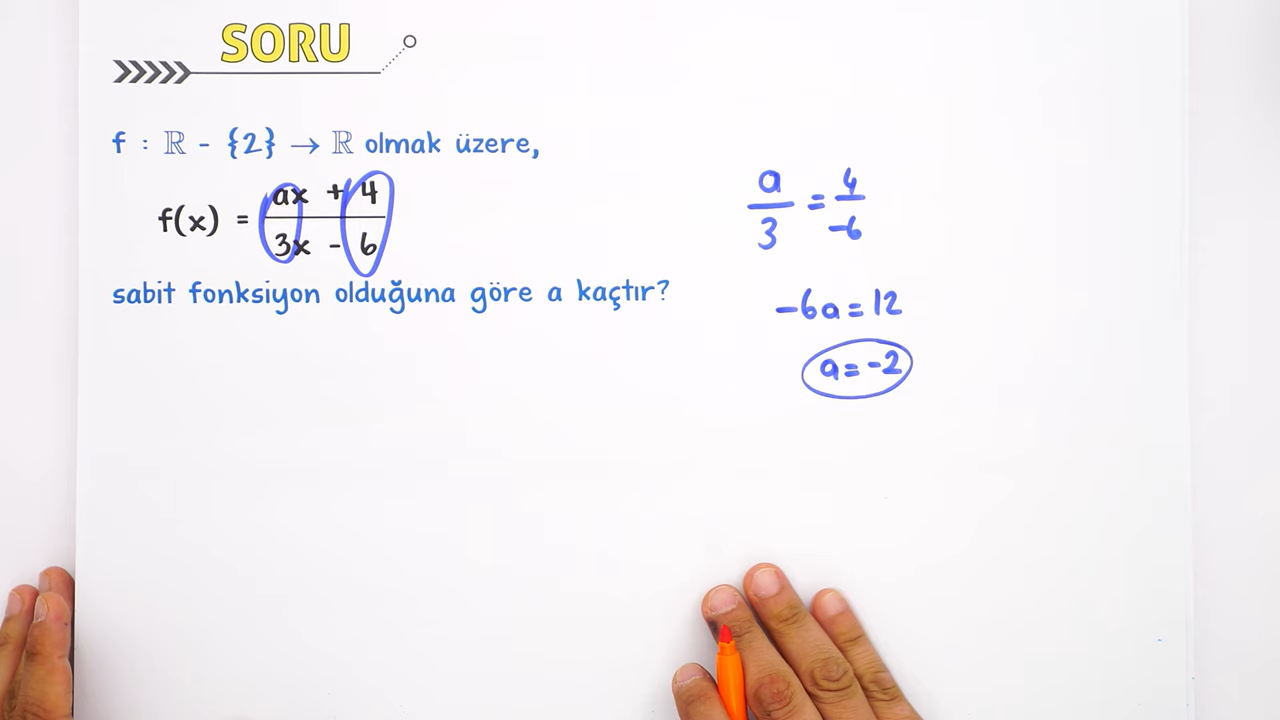 SORU
f : ℝ - {2} → ℝ olmak üzere,
f(x) = (ax + 4)/(3x - 6)
sabit fonksiyon olduğuna göre a kaçtır?
a/3 = 4/-6
-6a = 12
a = -2